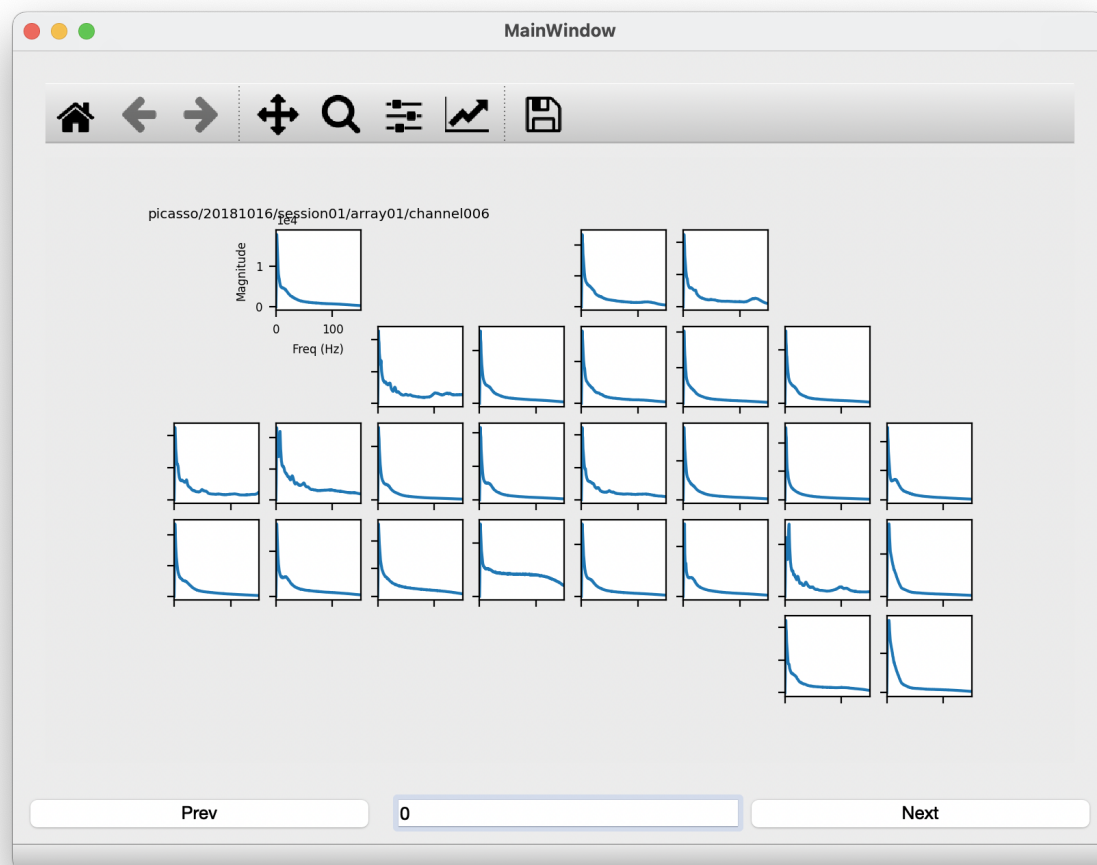 MainWindow
picasso/20181016/session01/array01/channel006
1e4
Magnitude
1
0
0 100
Freq (Hz)
Prev
0
Next